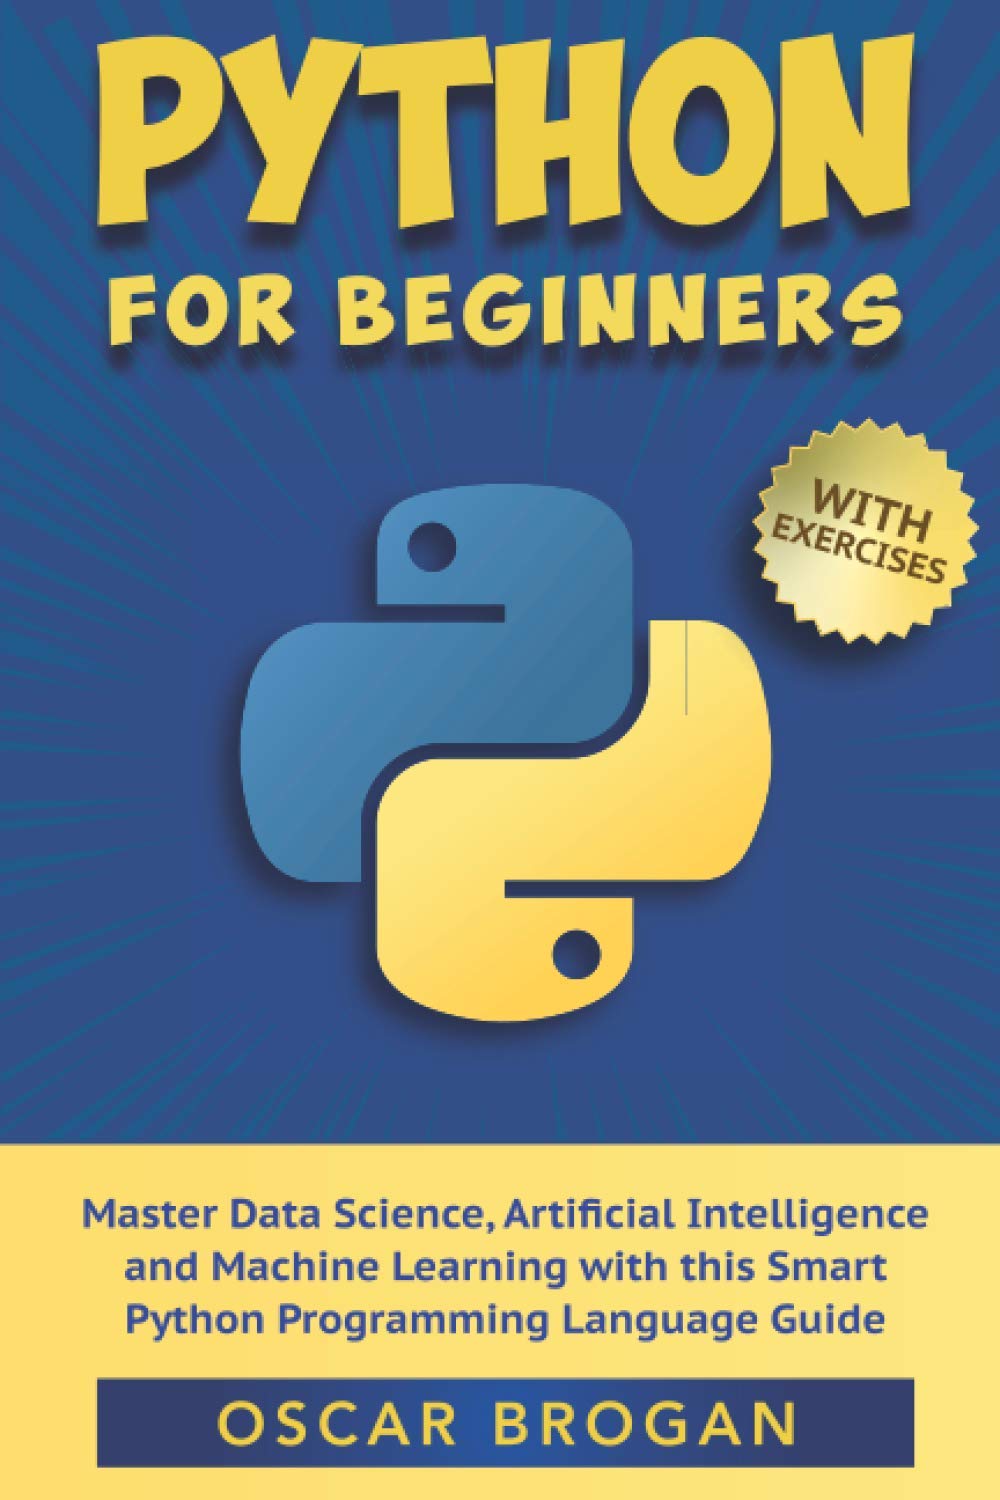 PYTHON
FOR BEGINNERS
WITH
EXERCISES
Master Data Science, Artificial Intelligence
and Machine Learning with this Smart
Python Programming Language Guide
OSCAR BROGAN